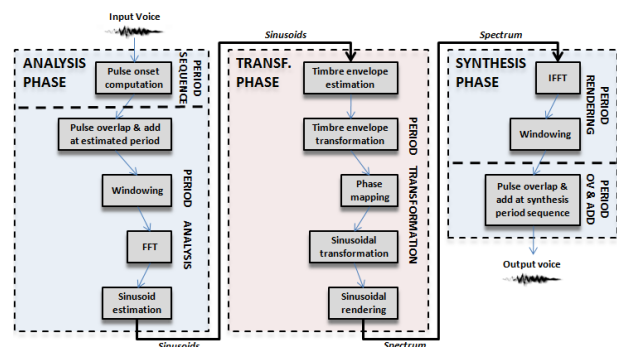 Input Voice
ANALYSIS
PHASE
PERIOD
SEQUENCE
Pulse onset
computation
Pulse overlap & add
at estimated period
Windowing
FFT
Sinusoid
estimation
PERIOD ANALYSIS
Sinusoids
Sinusoids
TRANSF.
PHASE
Timbre envelope
estimation
Timbre envelope
transformation
Phase
mapping
Sinusoidal
transformation
Sinusoidal
rendering
PERIOD TRANSFORMATION
Spectrum
Spectrum
SYNTHESIS
PHASE
IFFT
Windowing
PERIOD
RENDERING
Pulse overlap &
add at synthesis
period sequence
PERIOD
OV & ADD
Output voice